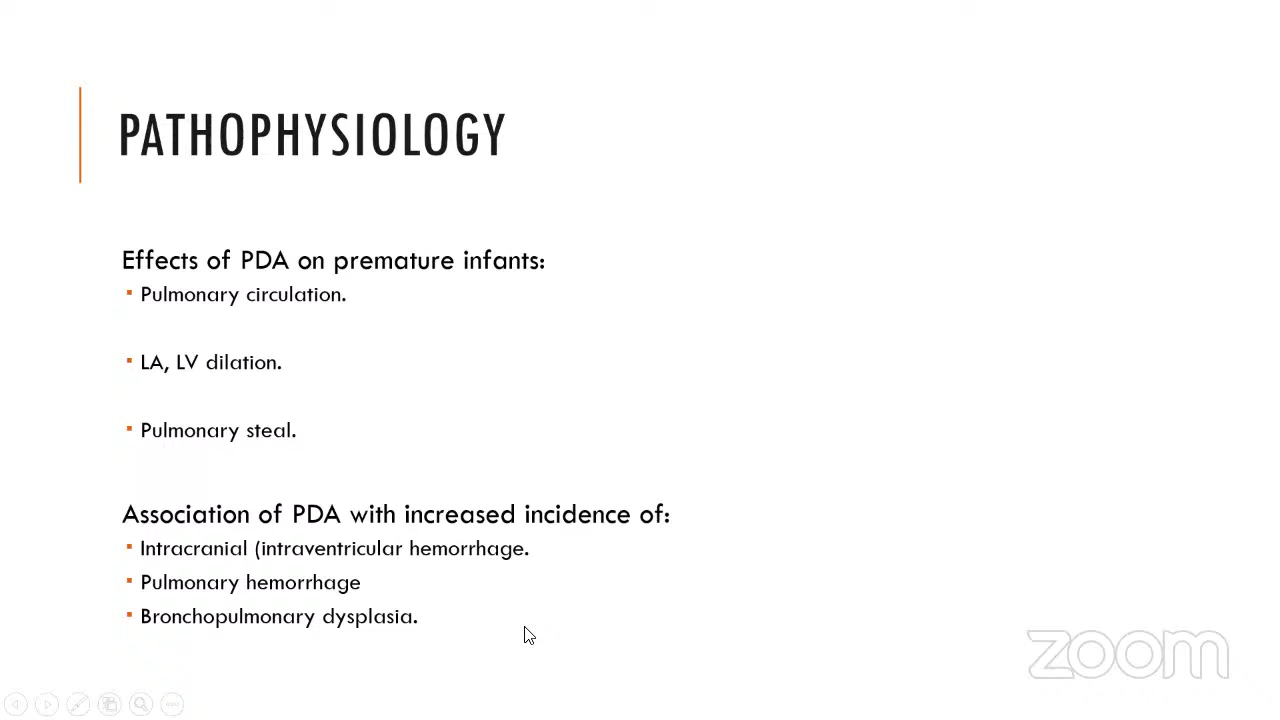 PATHOPHYSIOLOGY
Effects of PDA on premature infants:
Pulmonary circulation.
LA, LV dilation.
Pulmonary steal.
Association of PDA with increased incidence of:
Intracranial (intraventricular hemorrhage.
Pulmonary hemorrhage
Bronchopulmonary dysplasia.
zoom